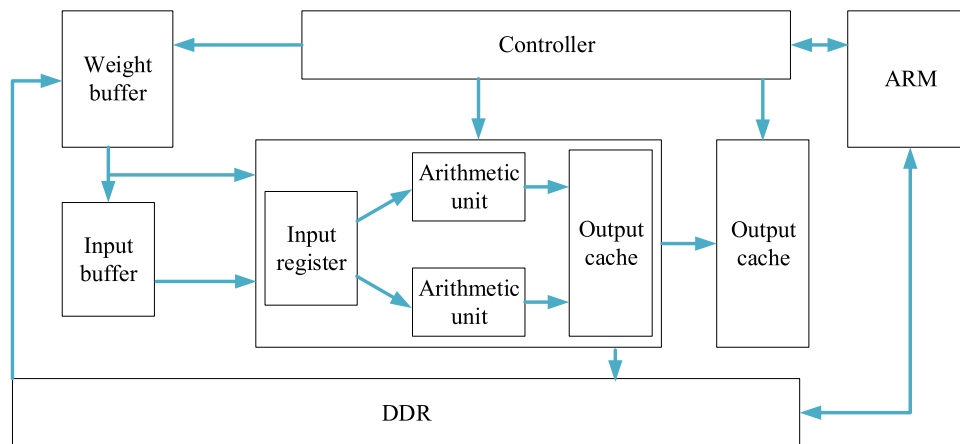 Controller
Weight
buffer
ARM
Arithmetic
unit
Input
buffer
Input
register
Output
cache
Output
cache
Arithmetic
unit
DDR